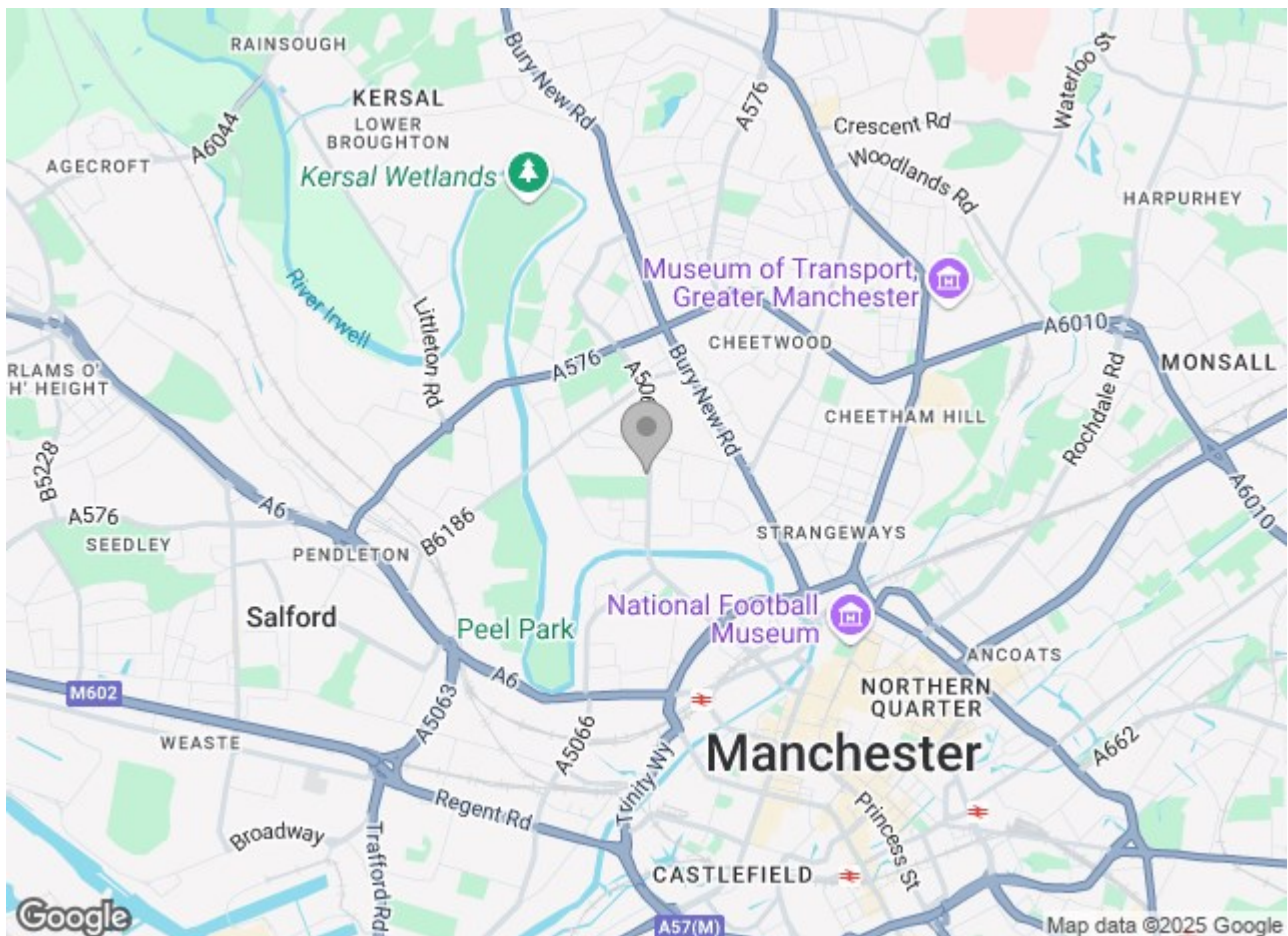 RAINSOUGH
Bury New Rd
A576
Waterloo St
KERSAL
LOWER
BROUGHTON
A6044
AGECROFT
Kersal Wetlands
Crescent Rd
Woodlands Rd
HARPURHEY
River Irwell
Littleton Rd
Museum of Transport,
Greater Manchester
A6010
CHEETWOOD
RLAMS O'
TH' HEIGHT
A576
A506
Bury New Rd
MONSALL
CHEETHAM HILL
Rochdale Rd
B5228
A6
A576
SEEDLEY
PENDLETON
B6186
A6010
STRANGEWAYS
Salford
Peel Park
National Football
Museum
ANCOATS
M602
A6
A5063
NORTHERN
QUARTER
WEASTE
A5066
Trinity Wy
Manchester
A662
Regent Rd
Broadway
Trafford Rd
Princess St
CASTLEFIELD
Google
A57(M)
Map data ©2025 Google